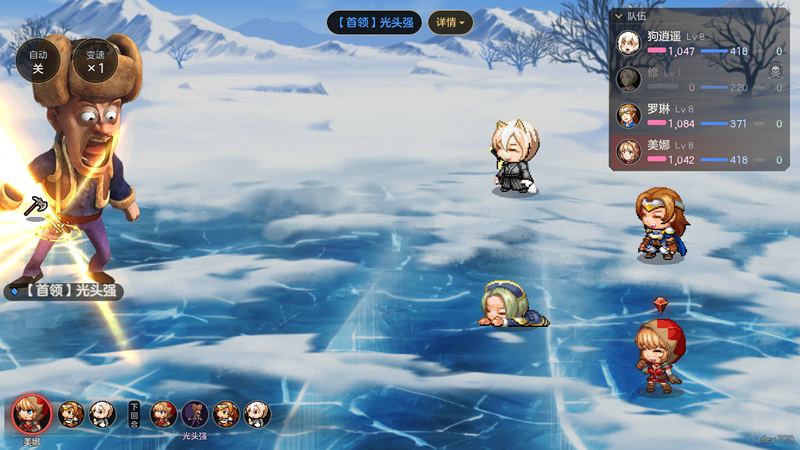 【首领】光头强
详情
自动
关
变速
×1
队伍
狗逍遥 Lv 8
1,047 418 0
修 Lv 1
0 220 0
罗琳 Lv 8
1,084 371 0
美娜 Lv 8
1,042 418 0
【首领】光头强
下回合
美娜
光头强
dev.778